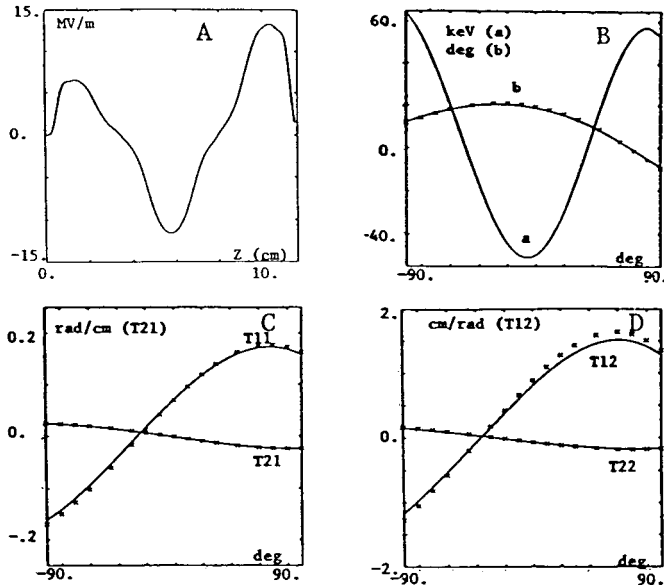 MV/m
A
15.
0.
-15
0.
Z (cm)
10.
60.
keV (a)
deg (b)
B
b
0.
a
-40.
-90.
deg
90.
0.2
rad/cm (T21)
C
T11
0.0
T21
-.2
-90.
deg
90.
2.
cm/rad (T12)
D
T12
0.
T22
-2.
-90.
deg
90.